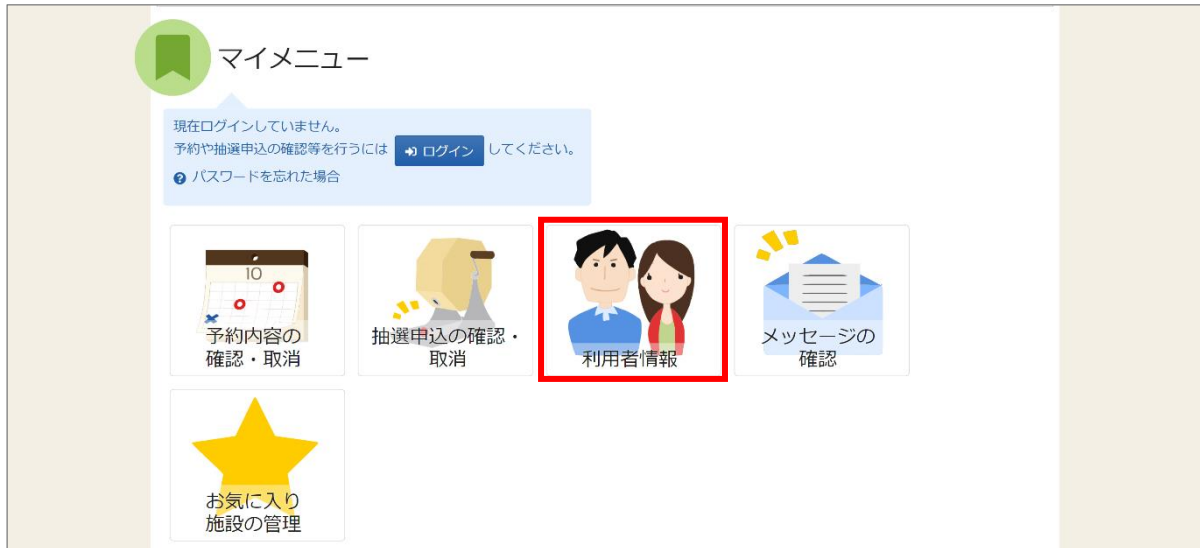 マイメニュー
現在ログインしていません。
予約や抽選申込の確認等を行うには ログイン してください。
パスワードを忘れた場合
10
予約内容の
確認・取消
抽選申込の確認・
取消
利用者情報
メッセージの
確認
お気に入り
施設の管理